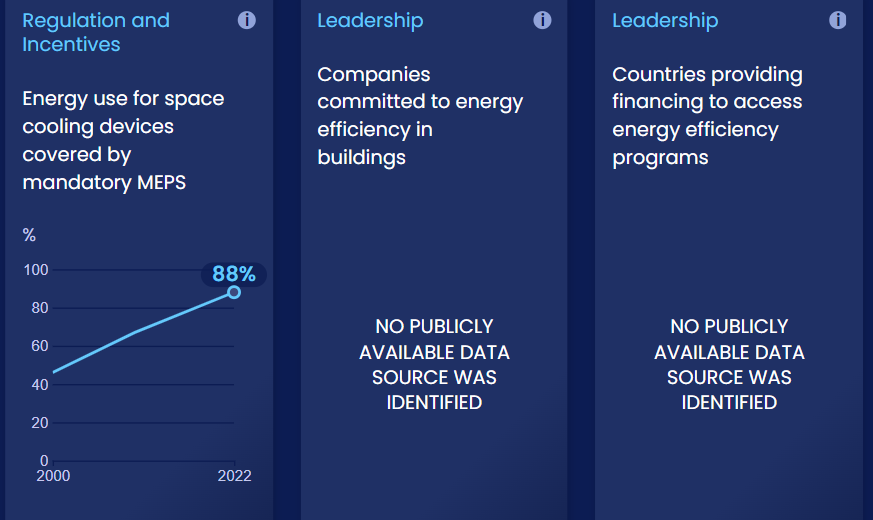 Regulation and
Incentives
i
Energy use for space
cooling devices
covered by
mandatory MEPS
%
100
80
60
40
20
0
88%
2000
2022
Leadership
i
Companies
committed to energy
efficiency in
buildings
NO PUBLICLY
AVAILABLE DATA
SOURCE WAS
IDENTIFIED
Leadership
i
Countries providing
financing to access
energy efficiency
programs
NO PUBLICLY
AVAILABLE DATA
SOURCE WAS
IDENTIFIED